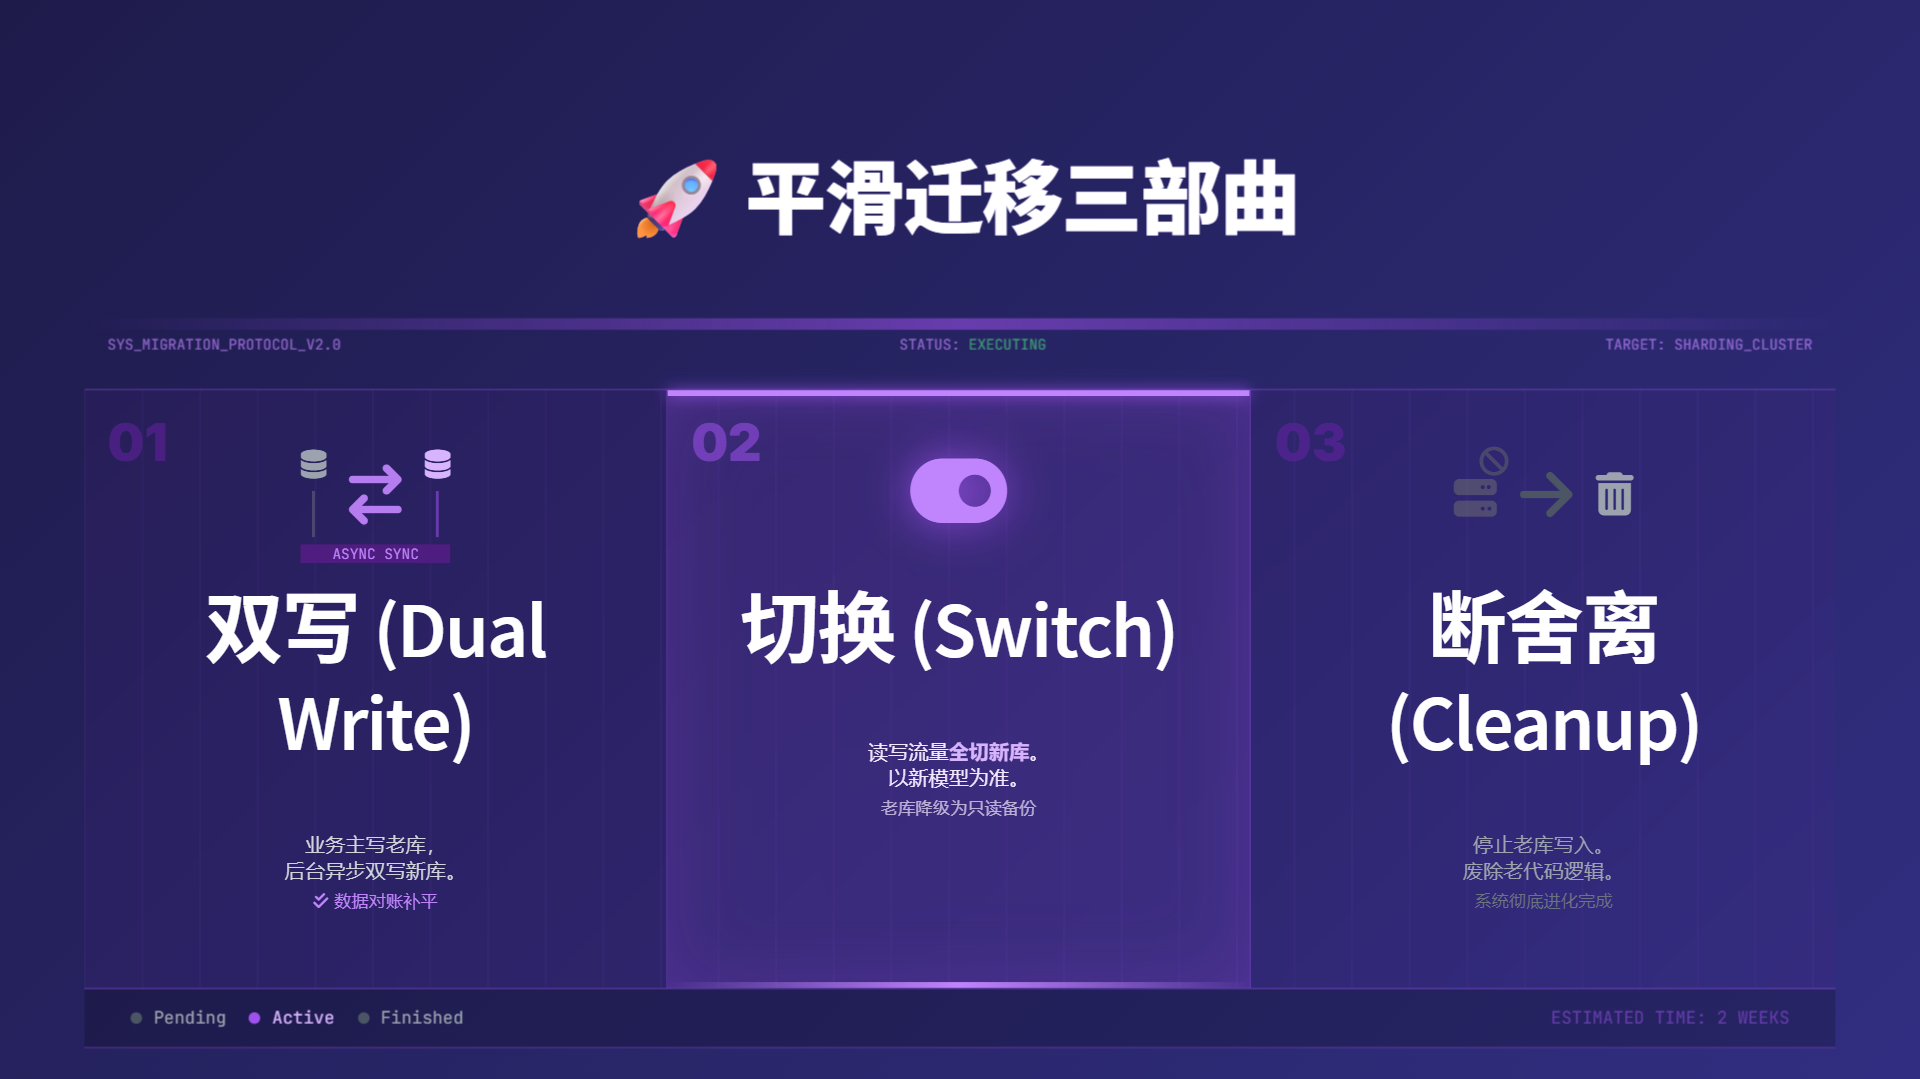 🚀 平滑迁移三部曲
SYS_MIGRATION_PROTOCOL_V2.0
STATUS: EXECUTING
TARGET: SHARDING_CLUSTER
01
ASYNC SYNC
双写 (Dual
Write)
业务主写老库，
后台异步双写新库。
数据对账补平
02
切换 (Switch)
读写流量全切新库。
以新模型为准。
老库降级为只读备份
03
断舍离
(Cleanup)
停止老库写入。
废除老代码逻辑。
系统彻底进化完成
Pending
Active
Finished
ESTIMATED TIME: 2 WEEKS